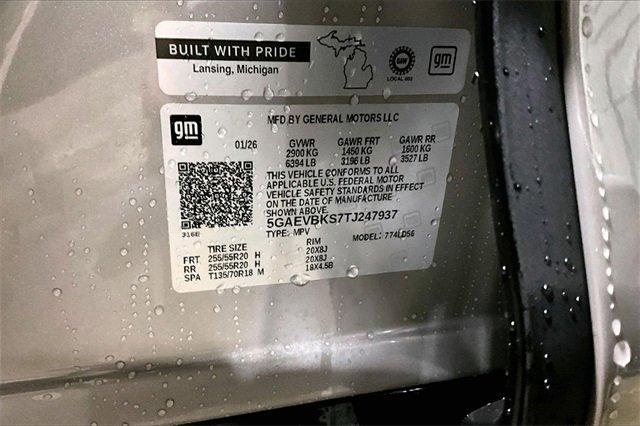 BUILT WITH PRIDE
Lansing, Michigan
UAW
LOCAL 602
gm
gm
MFD BY GENERAL MOTORS LLC
01/26 GVWR GAWR FRT GAWR RR
2900 KG 1450 KG 1600 KG
6394 LB 3196 LB 3527 LB
THIS VEHICLE CONFORMS TO ALL
APPLICABLE U.S. FEDERAL MOTOR
VEHICLE SAFETY STANDARDS IN EFFECT
ON THE DATE OF MANUFACTURE
SHOWN ABOVE.
5GAEVBKS7TJ247937
316E
TYPE: MPV MODEL: 774LD56
TIRE SIZE RIM
FRT 255/55R20 H 20X8J
RR 255/55R20 H 20X8J
SPA T135/70R18 M 18X4.5B